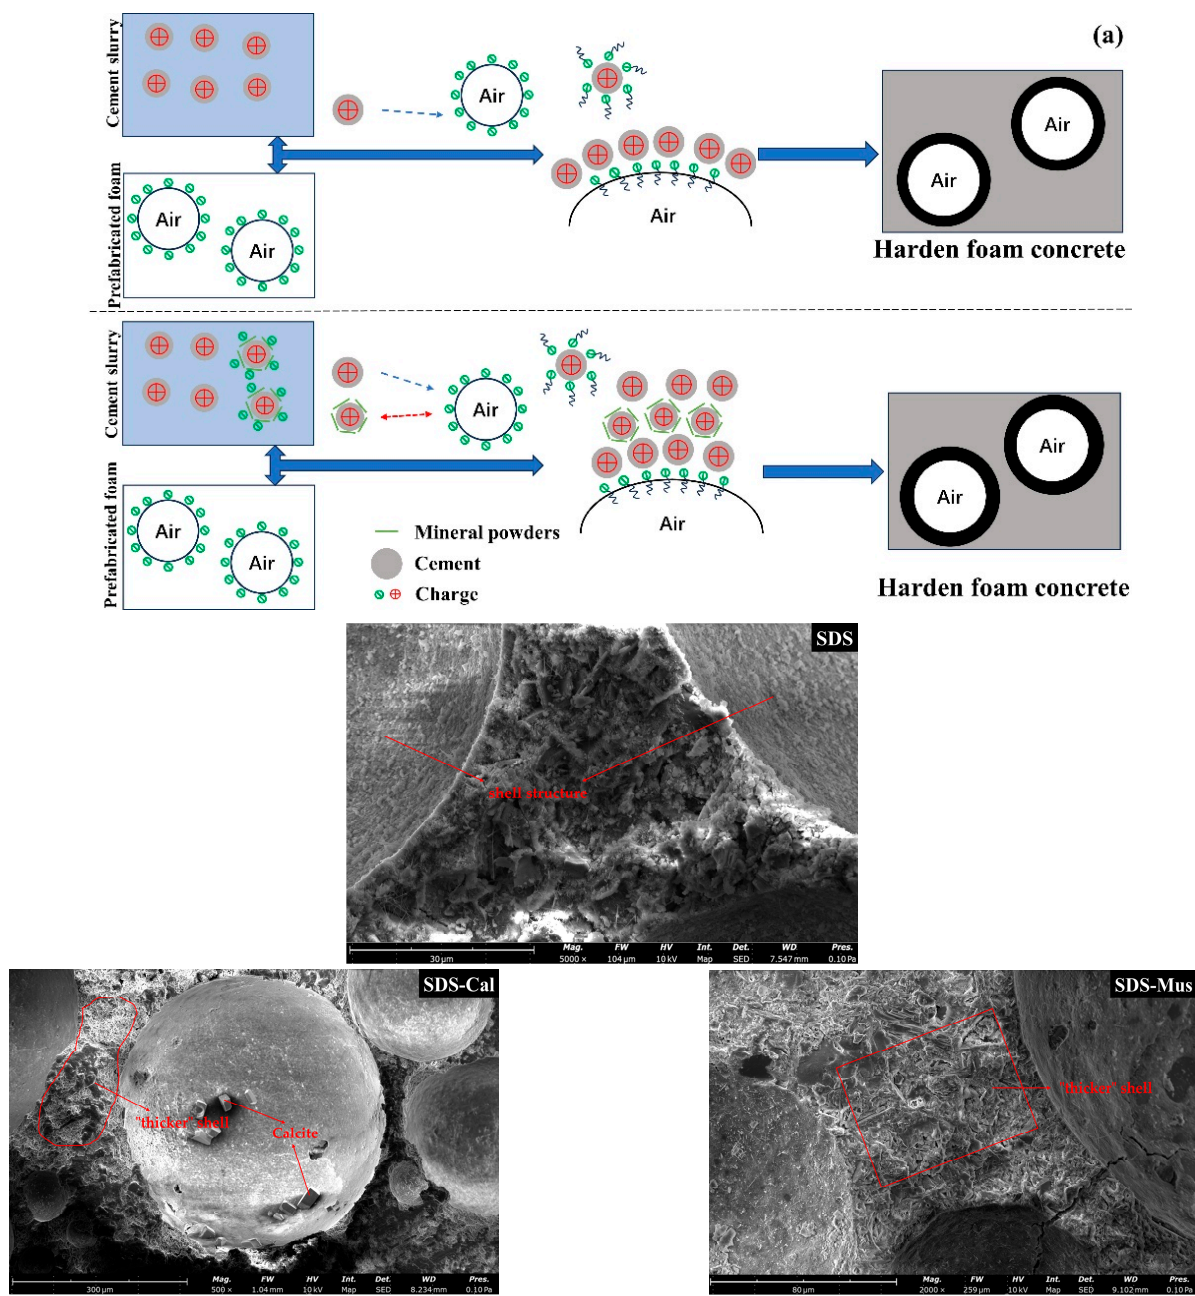 (a)
Cement slurry
Air
Air
Prefabricated foam
Air
Air
Air
Air
Air
Harden foam concrete
Cement slurry
Air
Air
Prefabricated foam
Air
Air
Air
Air
Mineral powders
Cement
Charge
Harden foam concrete
SDS
shell structure
30 μm
Mag. FW HV Int. Det. WD Pres.
5000 × 104 μm 10 kV Map SED 7.547 mm 0.10 Pa
SDS-Cal
"thicker" shell
Calcite
300 μm
Mag. FW HV Int. Det. WD Pres.
500 × 1.04 mm 10 kV Map SED 8.234 mm 0.10 Pa
SDS-Mus
"thicker" shell
80 μm
Mag. FW HV Int. Det. WD Pres.
2000 × 259 μm 10 kV Map SED 9.102 mm 0.10 Pa